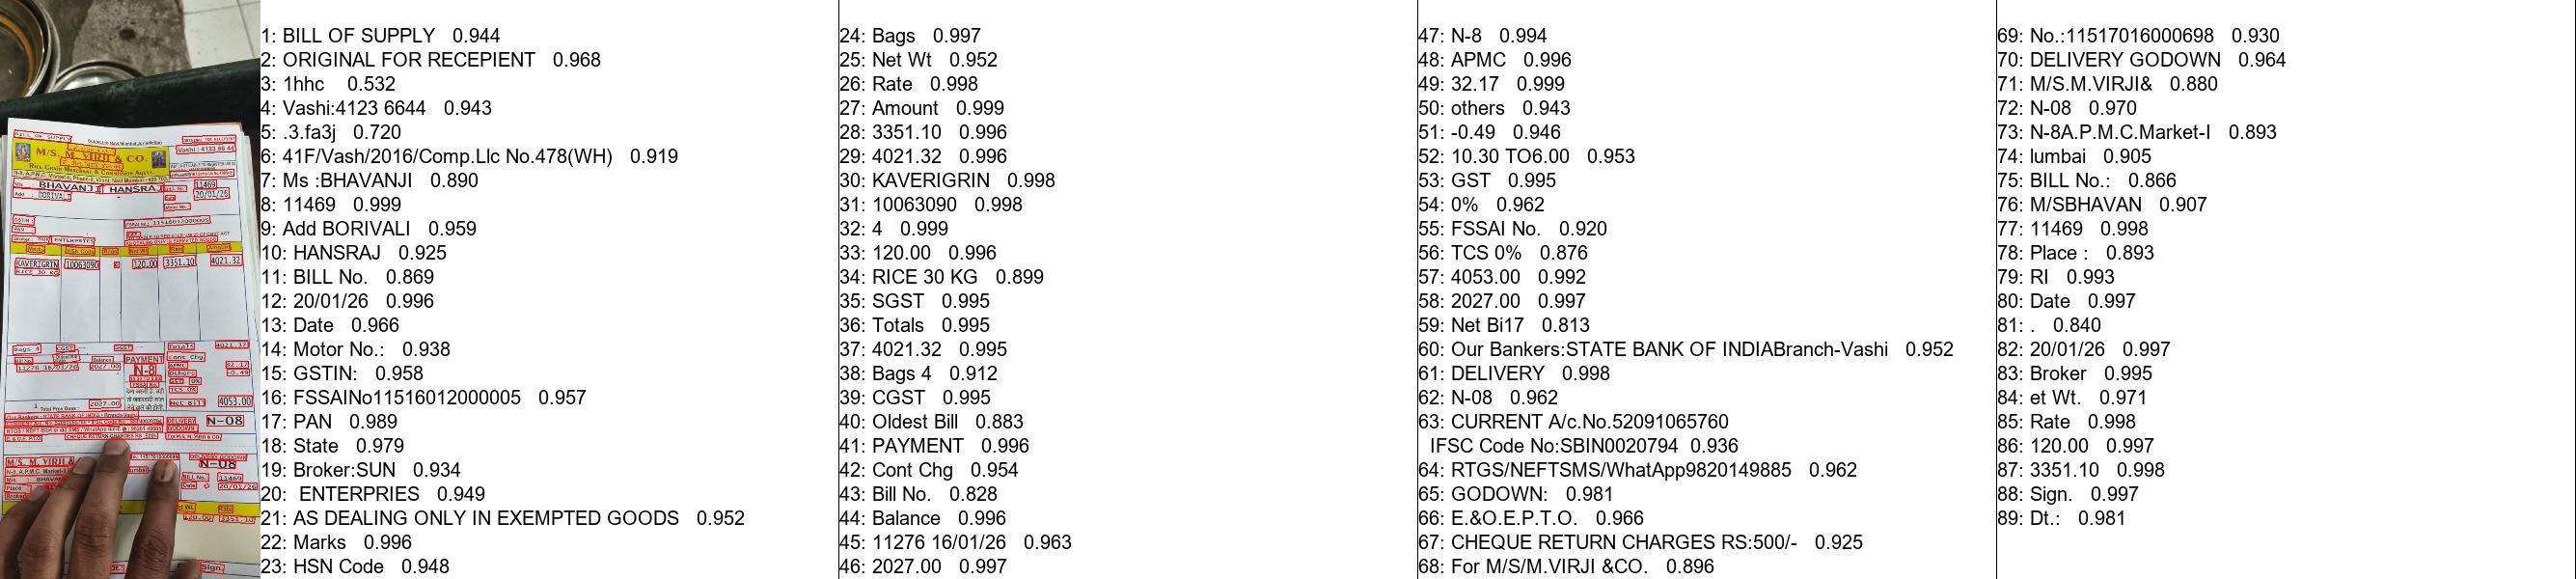 1: BILL OF SUPPLY 0.944
2: ORIGINAL FOR RECEPIENT 0.968
3: 1hhc 0.532
4: Vashi:4123 6644 0.943
5: .3.fa3j 0.720
6: 41F/Vash/2016/Comp.Llc No.478(WH) 0.919
7: Ms :BHAVANJI 0.890
8: 11469 0.999
9: Add BORIVALI 0.959
10: HANSRAJ 0.925
11: BILL No. 0.869
12: 20/01/26 0.996
13: Date 0.966
14: Motor No.: 0.938
15: GSTIN: 0.958
16: FSSAINo11516012000005 0.957
17: PAN 0.989
18: State 0.979
19: Broker:SUN 0.934
20: ENTERPRIES 0.949
21: AS DEALING ONLY IN EXEMPTED GOODS 0.952
22: Marks 0.996
23: HSN Code 0.948
24: Bags 0.997
25: Net Wt 0.952
26: Rate 0.998
27: Amount 0.999
28: 3351.10 0.996
29: 4021.32 0.996
30: KAVERIGRIN 0.998
31: 10063090 0.998
32: 4 0.999
33: 120.00 0.996
34: RICE 30 KG 0.899
35: SGST 0.995
36: Totals 0.995
37: 4021.32 0.995
38: Bags 4 0.912
39: CGST 0.995
40: Oldest Bill 0.883
41: PAYMENT 0.996
42: Cont Chg 0.954
43: Bill No. 0.828
44: Balance 0.996
45: 11276 16/01/26 0.963
46: 2027.00 0.997
47: N-8 0.994
48: APMC 0.996
49: 32.17 0.999
50: others 0.943
51: -0.49 0.946
52: 10.30 TO6.00 0.953
53: GST 0.995
54: 0% 0.962
55: FSSAI No. 0.920
56: TCS 0% 0.876
57: 4053.00 0.992
58: 2027.00 0.997
59: Net Bi17 0.813
60: Our Bankers:STATE BANK OF INDIABranch-Vashi 0.952
61: DELIVERY 0.998
62: N-08 0.962
63: CURRENT A/c.No.52091065760
IFSC Code No:SBIN0020794 0.936
64: RTGS/NEFTSMS/WhatApp9820149885 0.962
65: GODOWN: 0.981
66: E.&O.E.P.T.O. 0.966
67: CHEQUE RETURN CHARGES RS:500/- 0.925
68: For M/S/M.VIRJI &CO. 0.896
69: No.:11517016000698 0.930
70: DELIVERY GODOWN 0.964
71: M/S.M.VIRJI& 0.880
72: N-08 0.970
73: N-8A.P.M.C.Market-I 0.893
74: lumbai 0.905
75: BILL No.: 0.866
76: M/SBHAVAN 0.907
77: 11469 0.998
78: Place : 0.893
79: RI 0.993
80: Date 0.997
81: . 0.840
82: 20/01/26 0.997
83: Broker 0.995
84: et Wt. 0.971
85: Rate 0.998
86: 120.00 0.997
87: 3351.10 0.998
88: Sign. 0.997
89: Dt.: 0.981